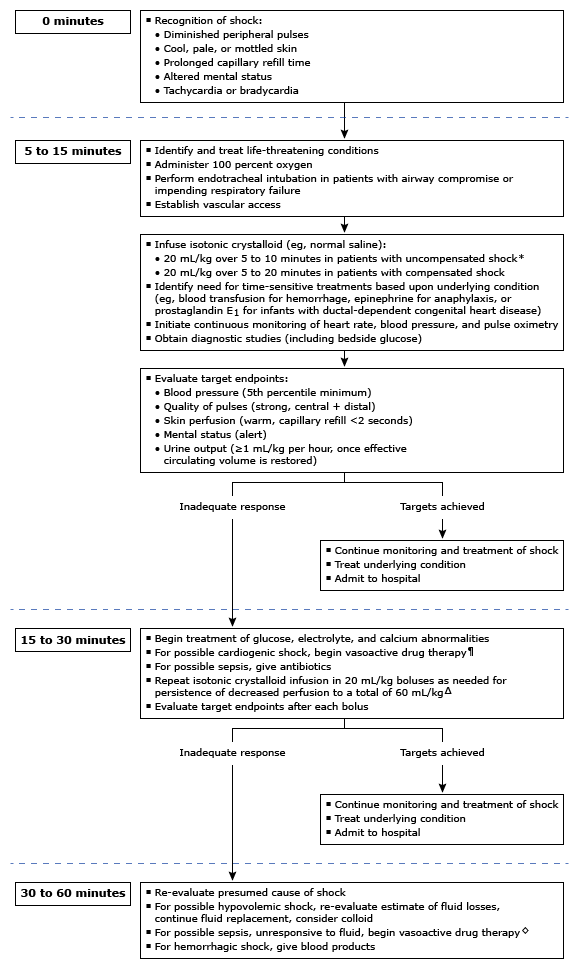 0 minutes
▪ Recognition of shock:
• Diminished peripheral pulses
• Cool, pale, or mottled skin
• Prolonged capillary refill time
• Altered mental status
• Tachycardia or bradycardia
5 to 15 minutes
▪ Identify and treat life-threatening conditions
▪ Administer 100 percent oxygen
▪ Perform endotracheal intubation in patients with airway compromise or
impending respiratory failure
▪ Establish vascular access
▪ Infuse isotonic crystalloid (eg, normal saline):
• 20 mL/kg over 5 to 10 minutes in patients with uncompensated shock*
• 20 mL/kg over 5 to 20 minutes in patients with compensated shock
▪ Identify need for time-sensitive treatments based upon underlying condition
(eg, blood transfusion for hemorrhage, epinephrine for anaphylaxis, or
prostaglandin E1 for infants with ductal-dependent congenital heart disease)
▪ Initiate continuous monitoring of heart rate, blood pressure, and pulse oximetry
▪ Obtain diagnostic studies (including bedside glucose)
▪ Evaluate target endpoints:
• Blood pressure (5th percentile minimum)
• Quality of pulses (strong, central + distal)
• Skin perfusion (warm, capillary refill <2 seconds)
• Mental status (alert)
• Urine output (≥1 mL/kg per hour, once effective
circulating volume is restored)
Inadequate response
Targets achieved
▪ Continue monitoring and treatment of shock
▪ Treat underlying condition
▪ Admit to hospital
15 to 30 minutes
▪ Begin treatment of glucose, electrolyte, and calcium abnormalities
▪ For possible cardiogenic shock, begin vasoactive drug therapy¶
▪ For possible sepsis, give antibiotics
▪ Repeat isotonic crystalloid infusion in 20 mL/kg boluses as needed for
persistence of decreased perfusion to a total of 60 mL/kgΔ
▪ Evaluate target endpoints after each bolus
Inadequate response
Targets achieved
▪ Continue monitoring and treatment of shock
▪ Treat underlying condition
▪ Admit to hospital
30 to 60 minutes
▪ Re-evaluate presumed cause of shock
▪ For possible hypovolemic shock, re-evaluate estimate of fluid losses,
continue fluid replacement, consider colloid
▪ For possible sepsis, unresponsive to fluid, begin vasoactive drug therapy◇
▪ For hemorrhagic shock, give blood products